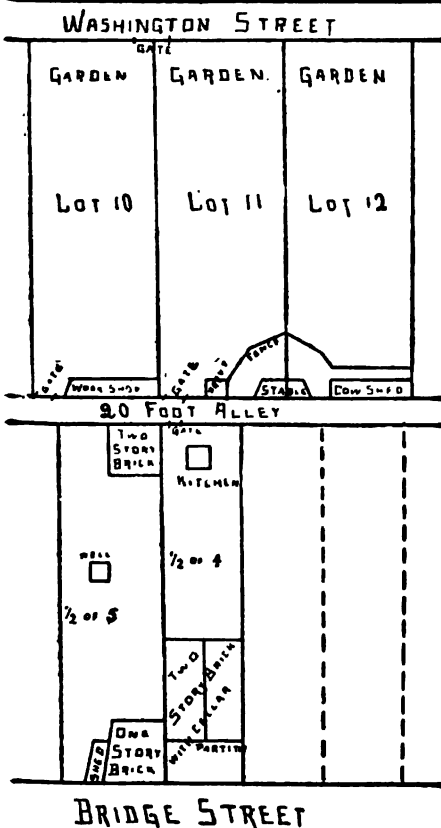 WASHINGTON STREET
GATE
GARDEN GARDEN. GARDEN
LOT 10 LOT 11 LOT 12
FENCE
GATE WORK SHOP GATE STABLE COW SHED
20 FOOT ALLEY
GATE
TWO
STORY
BRICK
KITCHEN
WELL
1/2 OF 4
1/2 OF 5
TWO
STORY BRICK
WITH CELLAR
PARTITI
SHED
ONE
STORY
BRICK
BRIDGE STREET